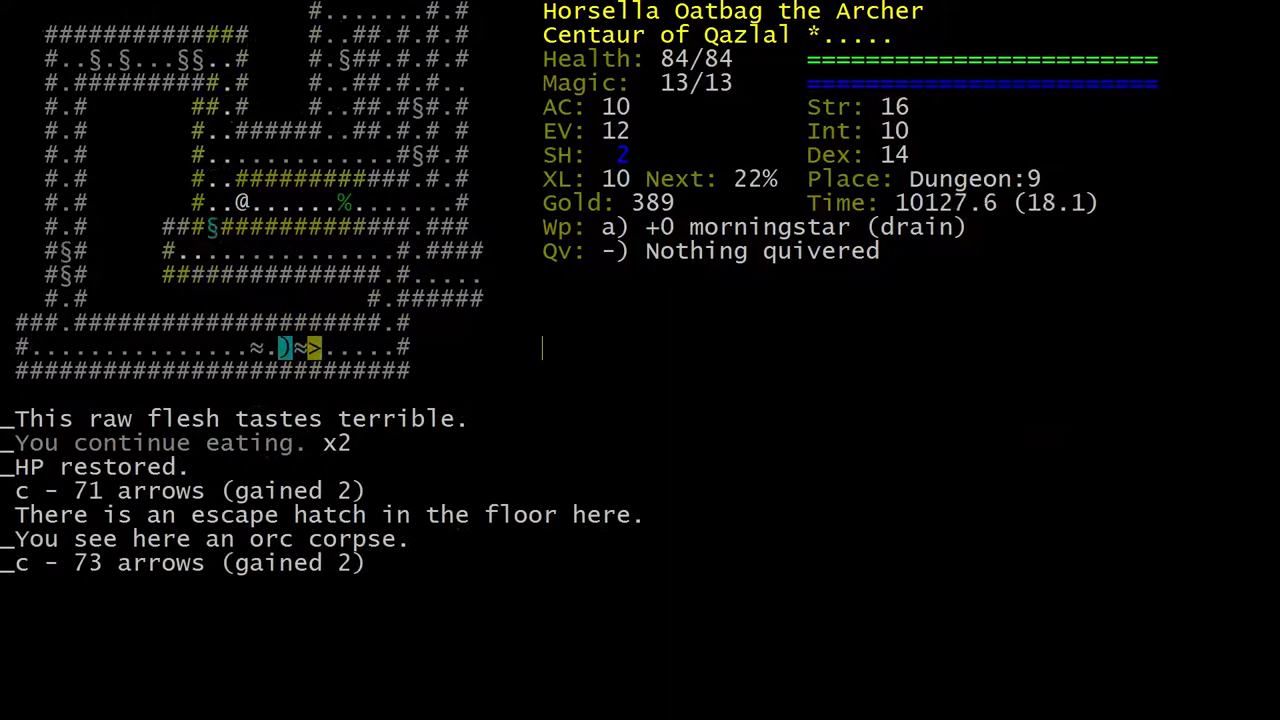 Horsella Oatbag the Archer
Centaur of Qazlal *.....
Health: 84/84
Magic: 13/13
AC: 10 Str: 16
EV: 12 Int: 10
SH: 2 Dex: 14
XL: 10 Next: 22% Place: Dungeon:9
Gold: 389 Time: 10127.6 (18.1)
Wp: a) +0 morningstar (drain)
Qv: -) Nothing quivered
_This raw flesh tastes terrible.
_You continue eating. x2
_HP restored.
c - 71 arrows (gained 2)
There is an escape hatch in the floor here.
_You see here an orc corpse.
_c - 73 arrows (gained 2)